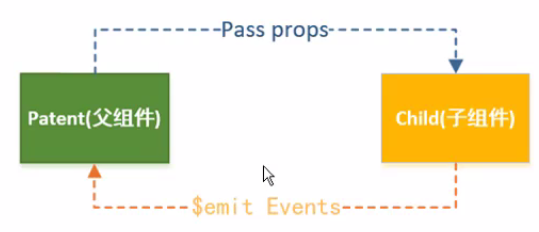 Pass props
Patent(父组件)
Child(子组件)
$emit Events